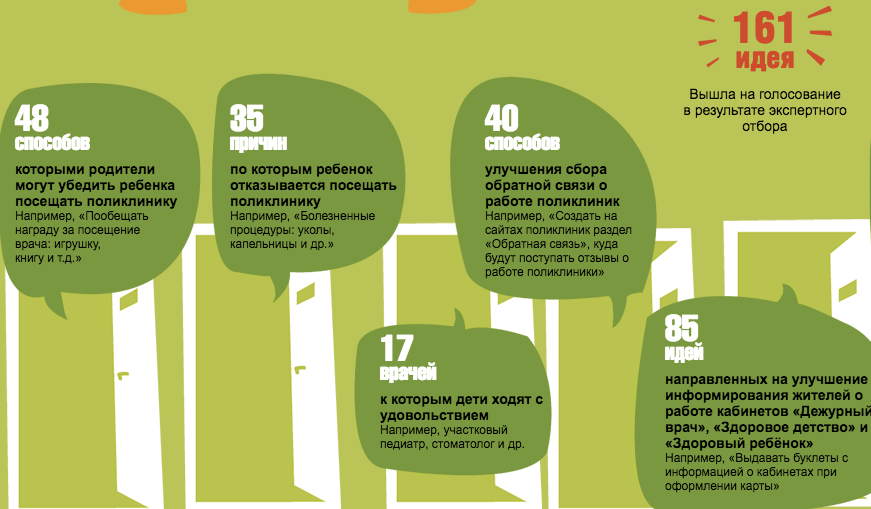 161
идея
Вышла на голосование
в результате экспертного
отбора
48
способов
которыми родители
могут убедить ребенка
посещать поликлинику
Например, «Пообещать
награду за посещение
врача: игрушку,
книгу и т.д.»
35
причин
по которым ребенок
отказывается посещать
поликлинику
Например, «Болезненные
процедуры: уколы,
капельницы и др.»
40
способов
улучшения сбора
обратной связи о
работе поликлиник
Например, «Создать на
сайтах поликлиник раздел
«Обратная связь», куда
будут поступать отзывы о
работе поликлиники»
17
врачей
к которым дети ходят с
удовольствием
Например, участковый
педиатр, стоматолог и др.
85
идей
направленных на улучшение
информирования жителей о
работе кабинетов «Дежурный
врач», «Здоровое детство» и
«Здоровый ребёнок»
Например, «Выдавать буклеты с
информацией о кабинетах при
оформлении карты»